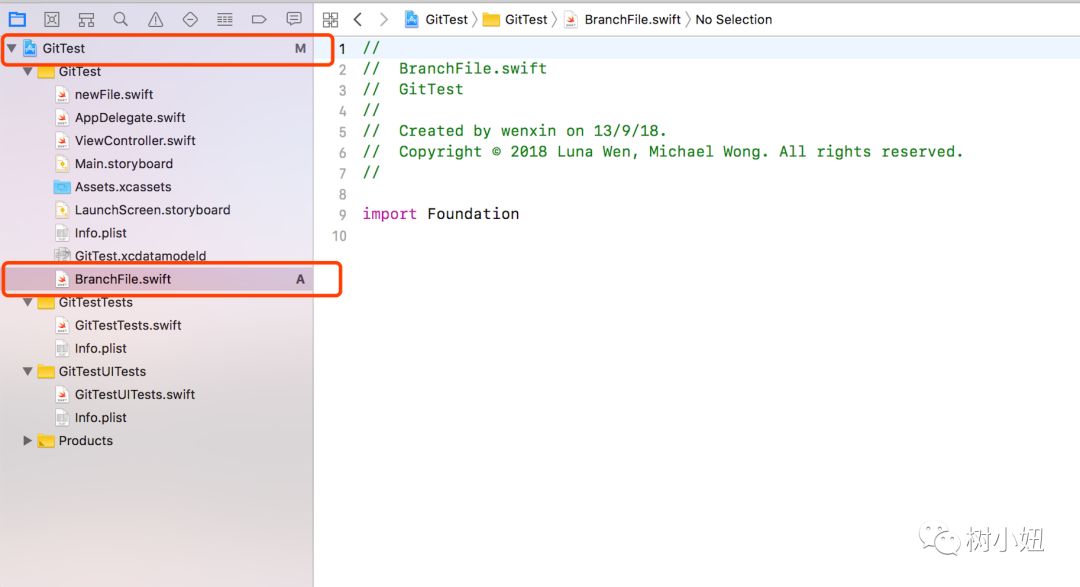 GitTest M
GitTest
newFile.swift
AppDelegate.swift
ViewController.swift
Main.storyboard
Assets.xcassets
LaunchScreen.storyboard
Info.plist
GitTest.xcdatamodeld
BranchFile.swift A
GitTestTests
GitTestTests.swift
Info.plist
GitTestUITests
GitTestUITests.swift
Info.plist
Products
GitTest GitTest BranchFile.swift No Selection
1 //
2 // BranchFile.swift
3 // GitTest
4 //
5 // Created by wenxin on 13/9/18.
6 // Copyright © 2018 Luna Wen, Michael Wong. All rights reserved.
7 //
8
9 import Foundation
10
树小妞